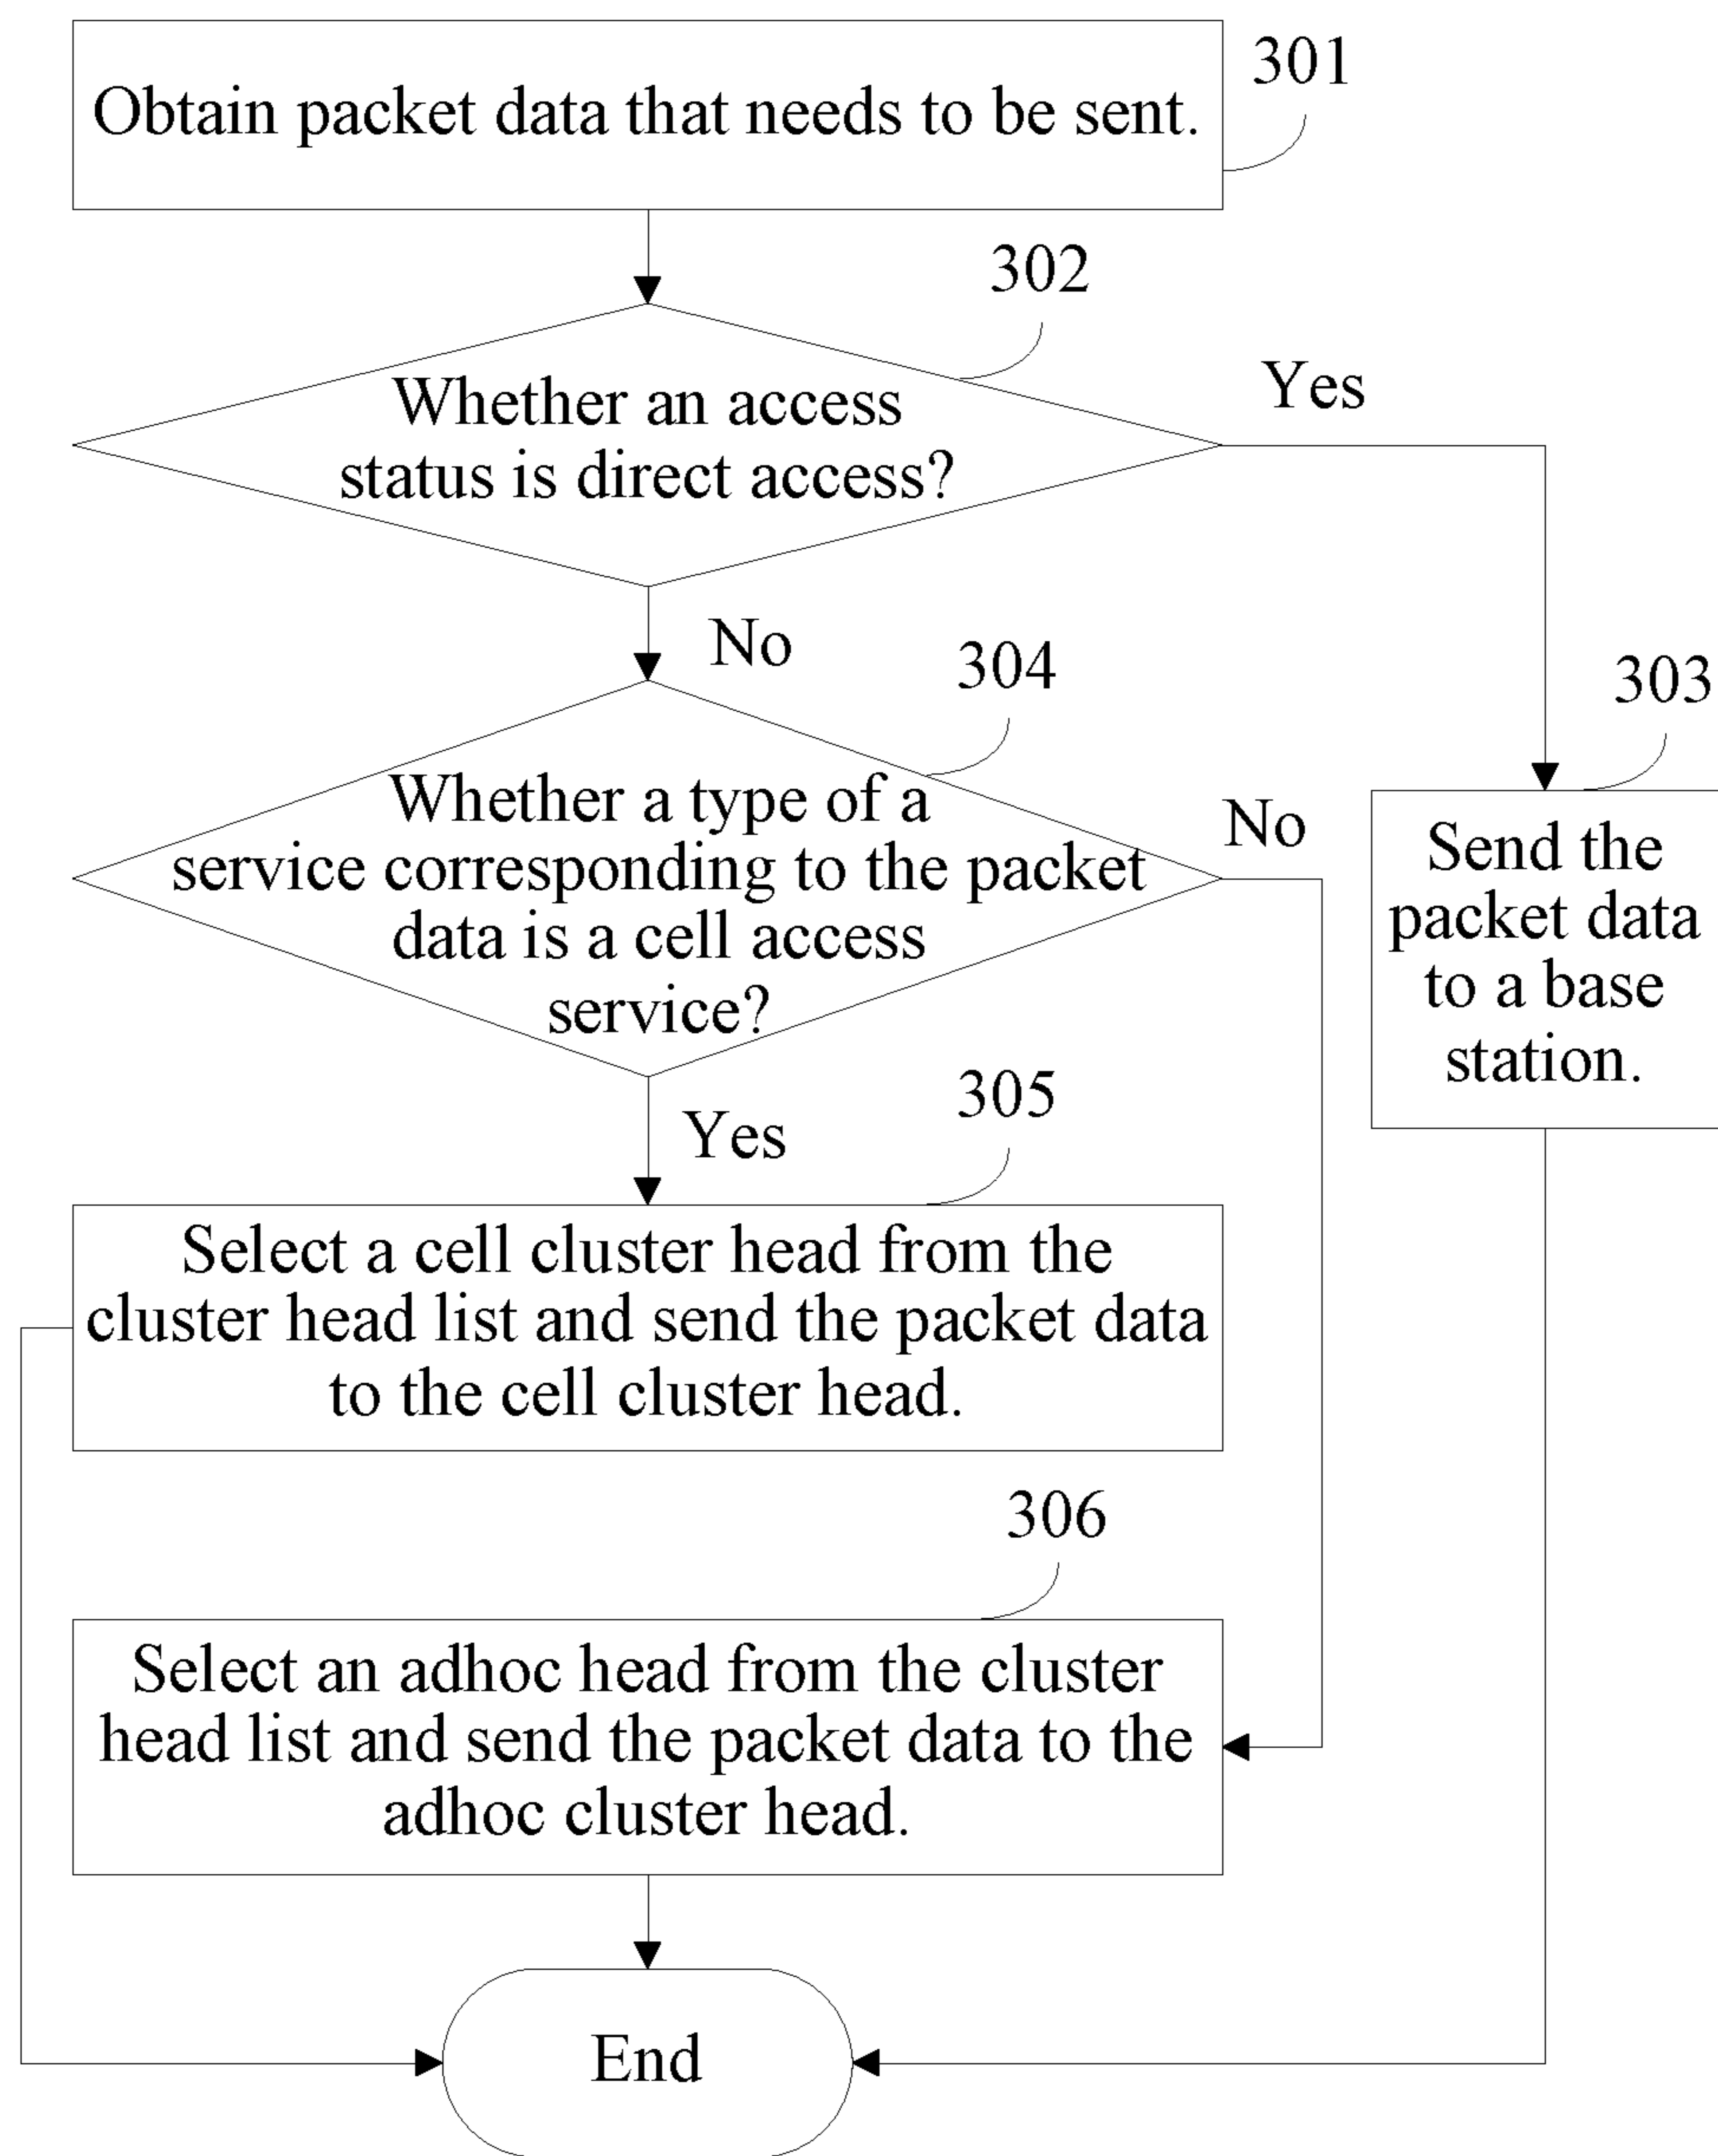 301
Obtain packet data that needs to be sent.
302
Whether an access
status is direct access?
Yes
No
304
303
Whether a type of a
service corresponding to the packet
data is a cell access
service?
No
Send the
packet data
to a base
station.
Yes
305
Select a cell cluster head from the
cluster head list and send the packet data
to the cell cluster head.
306
Select an adhoc head from the cluster
head list and send the packet data to the
adhoc cluster head.
End